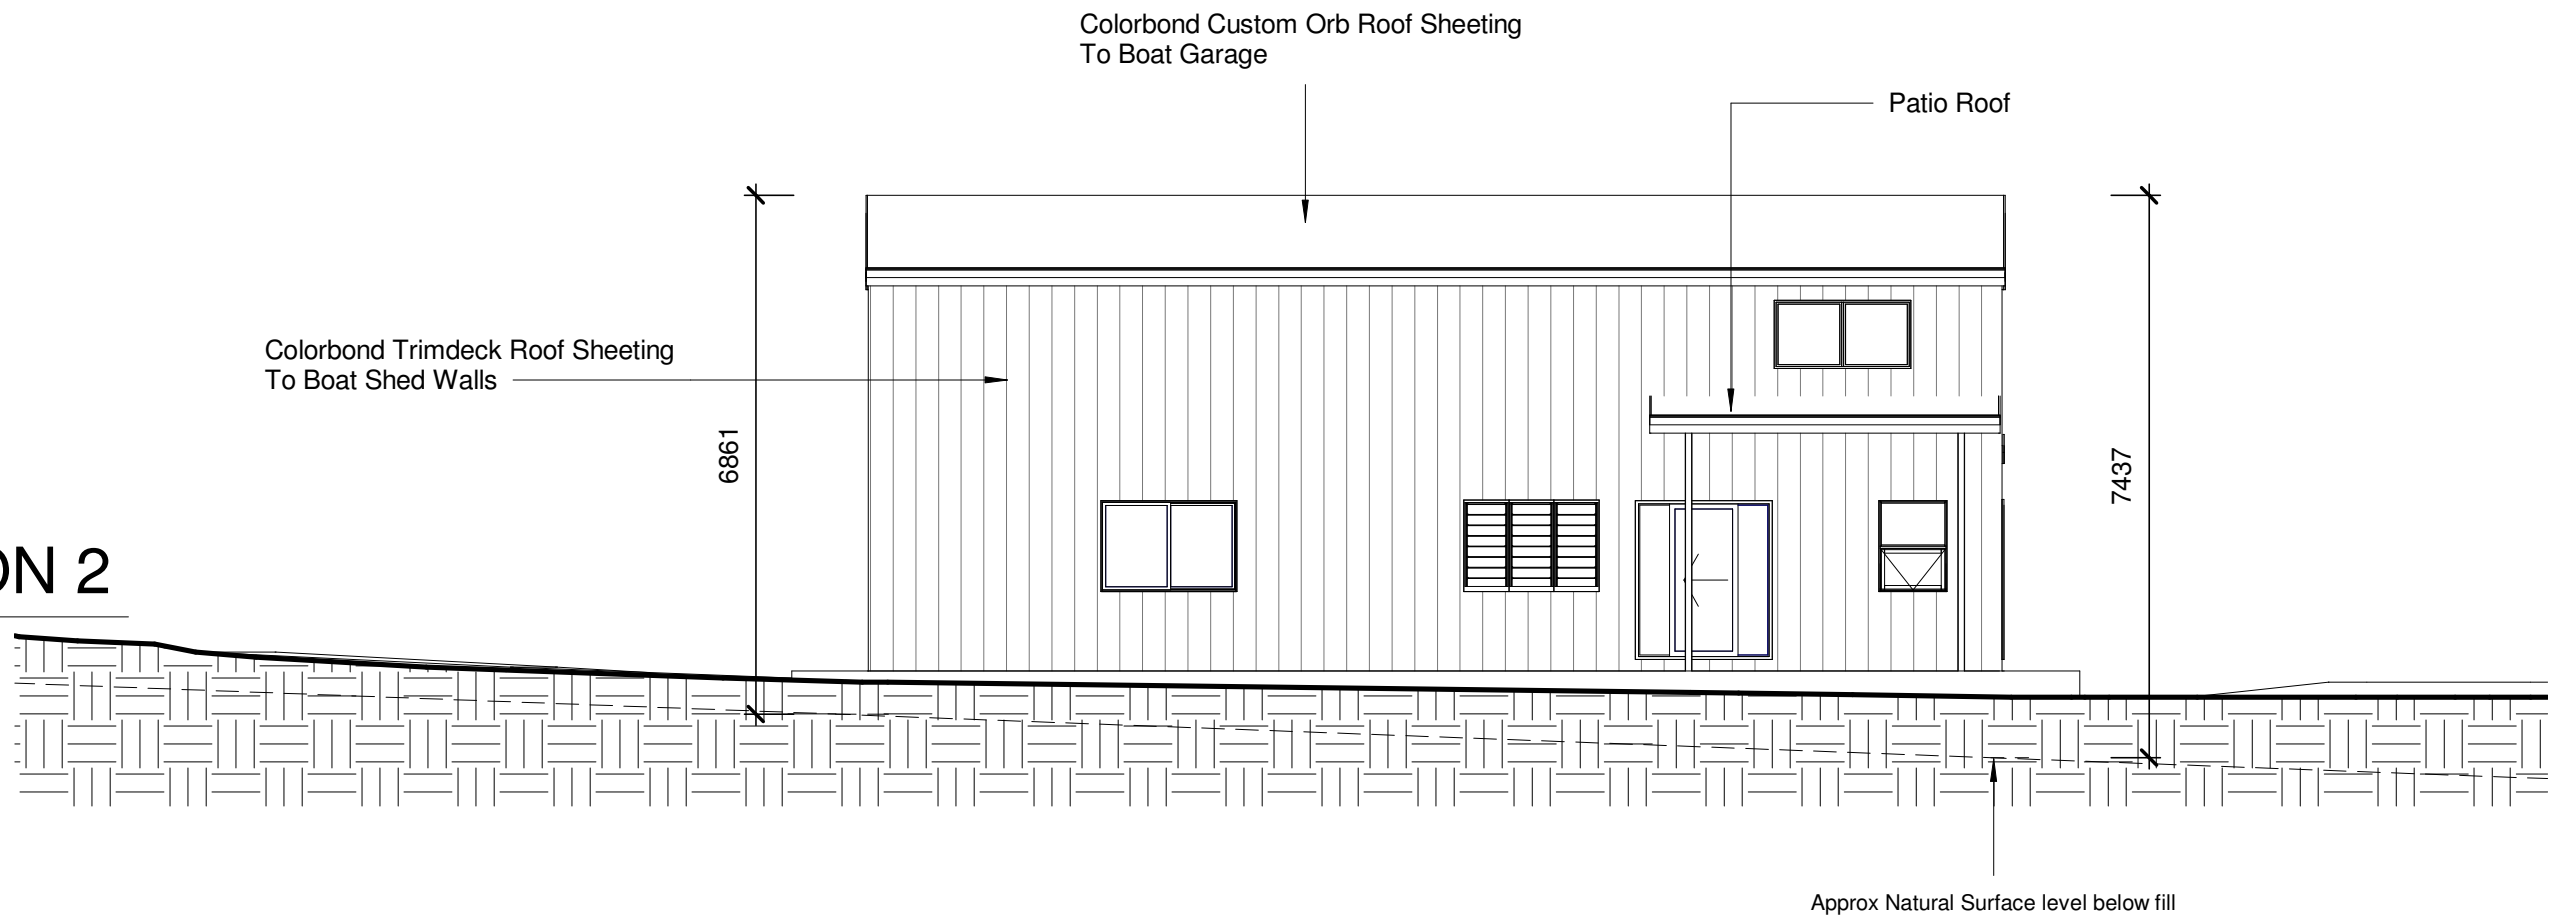 Colorbond Custom Orb Roof Sheeting
To Boat Garage
Patio Roof
Colorbond Trimdeck Roof Sheeting
To Boat Shed Walls
6861
7437
ON 2
Approx Natural Surface level below fill